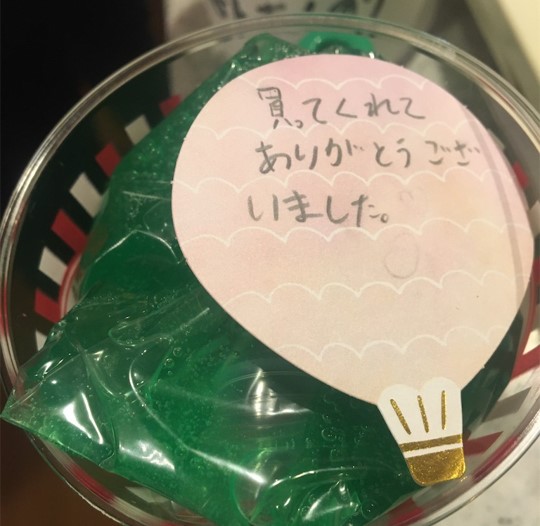 買ってくれて
ありがとうござ
いました。